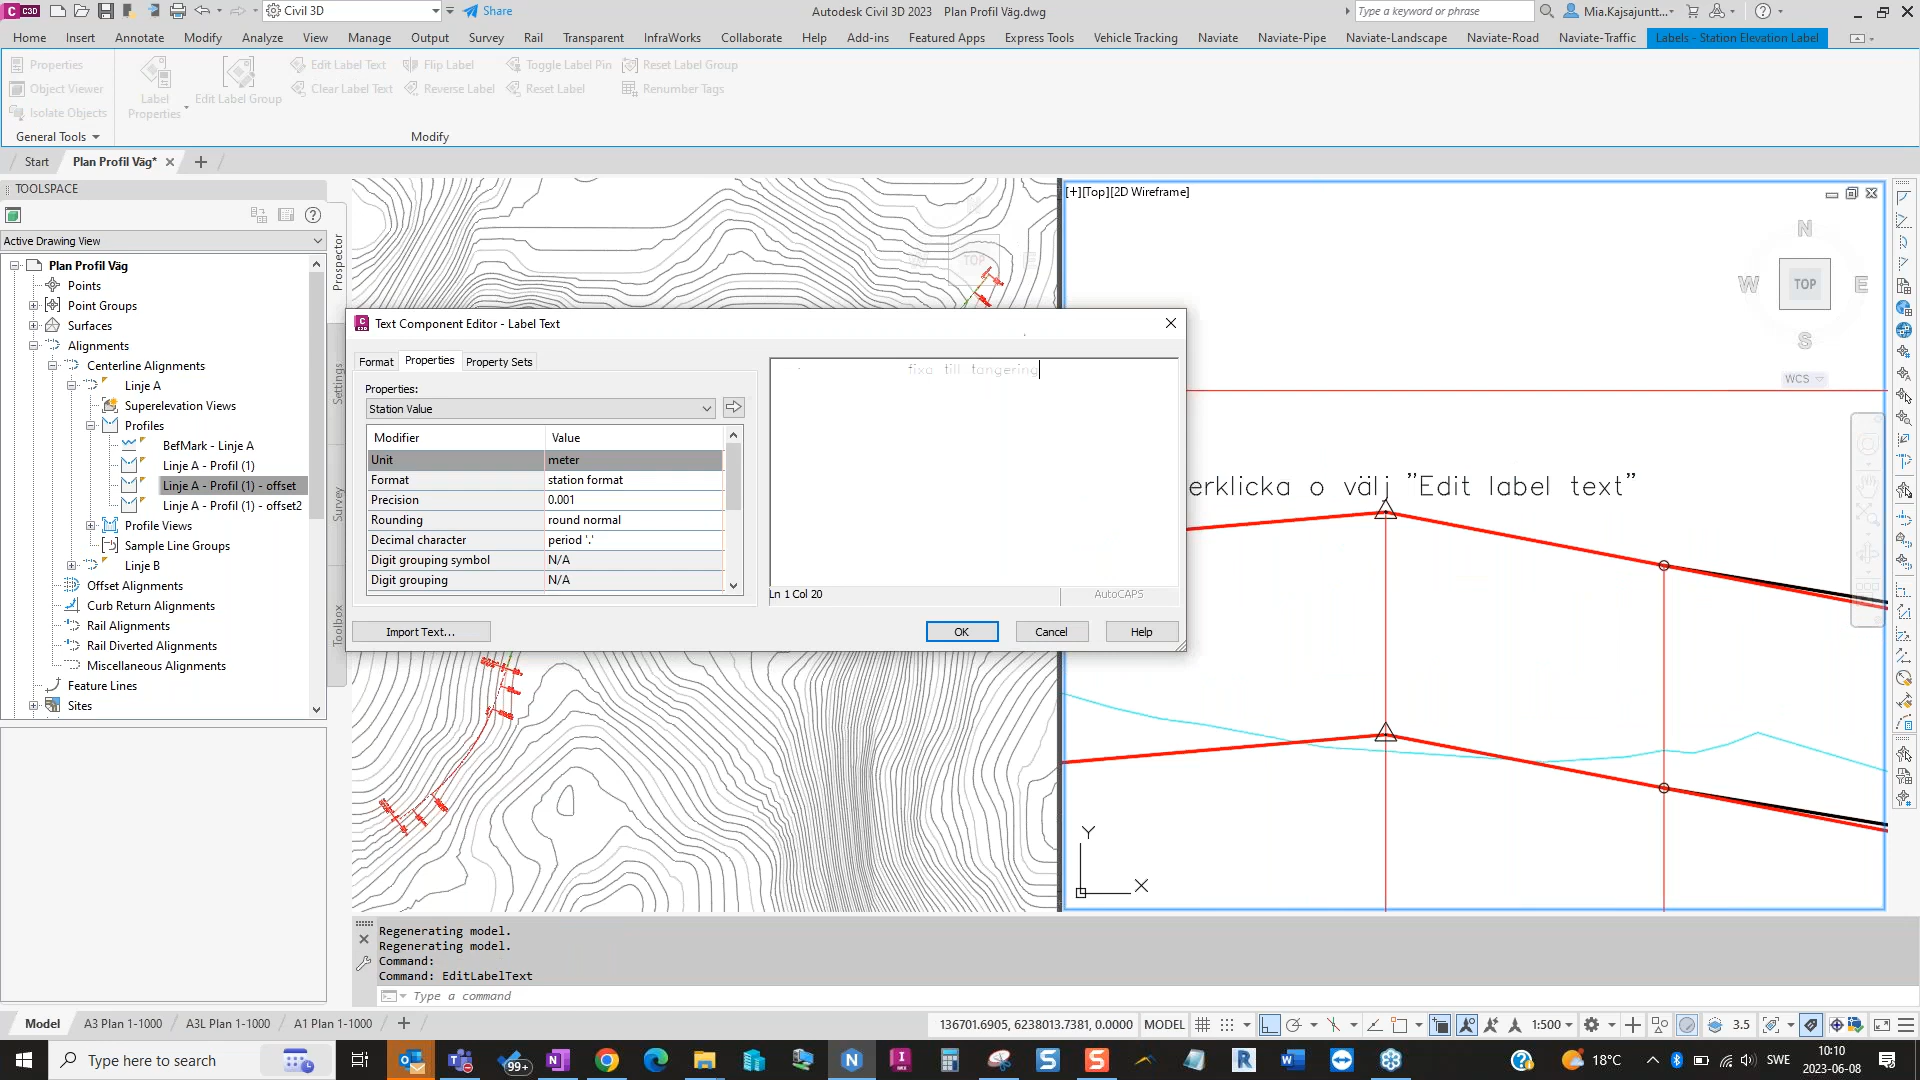 C3D
Civil 3D
Share
Autodesk Civil 3D 2023 Plan Profil Väg.dwg
Type a keyword or phrase
Mia.Kajsajuntt...
Home Insert Annotate Modify Analyze View Manage Output Survey Rail Transparent InfraWorks Collaborate Help Add-ins Featured Apps Express Tools Vehicle Tracking Naviate Naviate-Pipe Naviate-Landscape Naviate-Road Naviate-Traffic Labels - Station Elevation Label
Properties
Object Viewer
Isolate Objects
General Tools
Label Properties
Edit Label Group
Edit Label Text
Flip Label
Toggle Label Pin
Reset Label Group
Clear Label Text
Reverse Label
Reset Label
Renumber Tags
Modify
Start
Plan Profil Väg*
TOOLSPACE
Active Drawing View
Plan Profil Väg
Points
Point Groups
Surfaces
Alignments
Centerline Alignments
Linje A
Superelevation Views
Profiles
BefMark - Linje A
Linje A - Profil (1)
Linje A - Profil (1) - offset
Linje A - Profil (1) - offset2
Profile Views
Sample Line Groups
Linje B
Offset Alignments
Curb Return Alignments
Rail Alignments
Rail Diverted Alignments
Miscellaneous Alignments
Feature Lines
Sites
Prospector
Settings
Survey
Toolbox
TOP
Text Component Editor - Label Text
Format Properties Property Sets
Properties:
Station Value
Modifier Value
Unit meter
Format station format
Precision 0.001
Rounding round normal
Decimal character period '.'
Digit grouping symbol N/A
Digit grouping N/A
fixa till tangering
Ln 1 Col 20
AutoCAPS
Import Text...
OK
Cancel
Help
[+][Top][2D Wireframe]
N
W TOP E
S
WCS
erklicka o välj "Edit label text"
Y
X
Regenerating model.
Regenerating model.
Command:
Command: EditLabelText
Type a command
Model A3 Plan 1-1000 A3L Plan 1-1000 A1 Plan 1-1000
136701.6905, 6238013.7381, 0.0000 MODEL
1:500
3.5
Type here to search
99+
18°C
SWE
10:10
2023-06-08